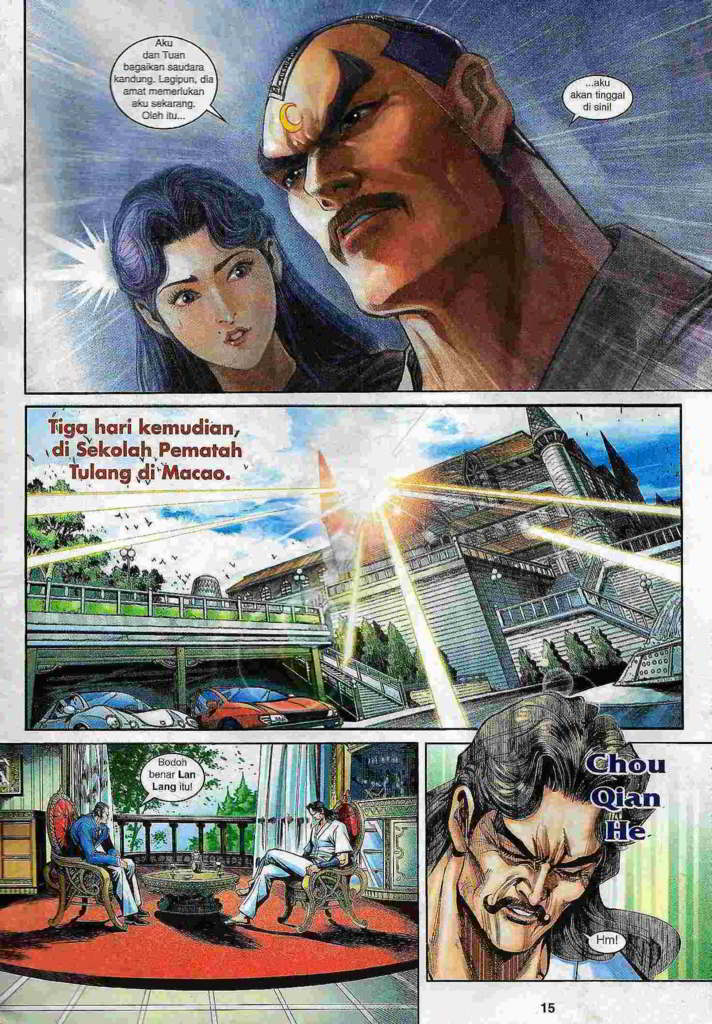 Aku
dan Tuan
bagaikan saudara
kandung. Lagipun, dia
amat memerlukan
aku sekarang.
Oleh itu...
...aku
akan tinggal
di sini!
Tiga hari kemudian,
di Sekolah Pematah
Tulang di Macao.
Bodoh
benar Lan
Lang itu!
Chou
Qian
He
Hm!
15